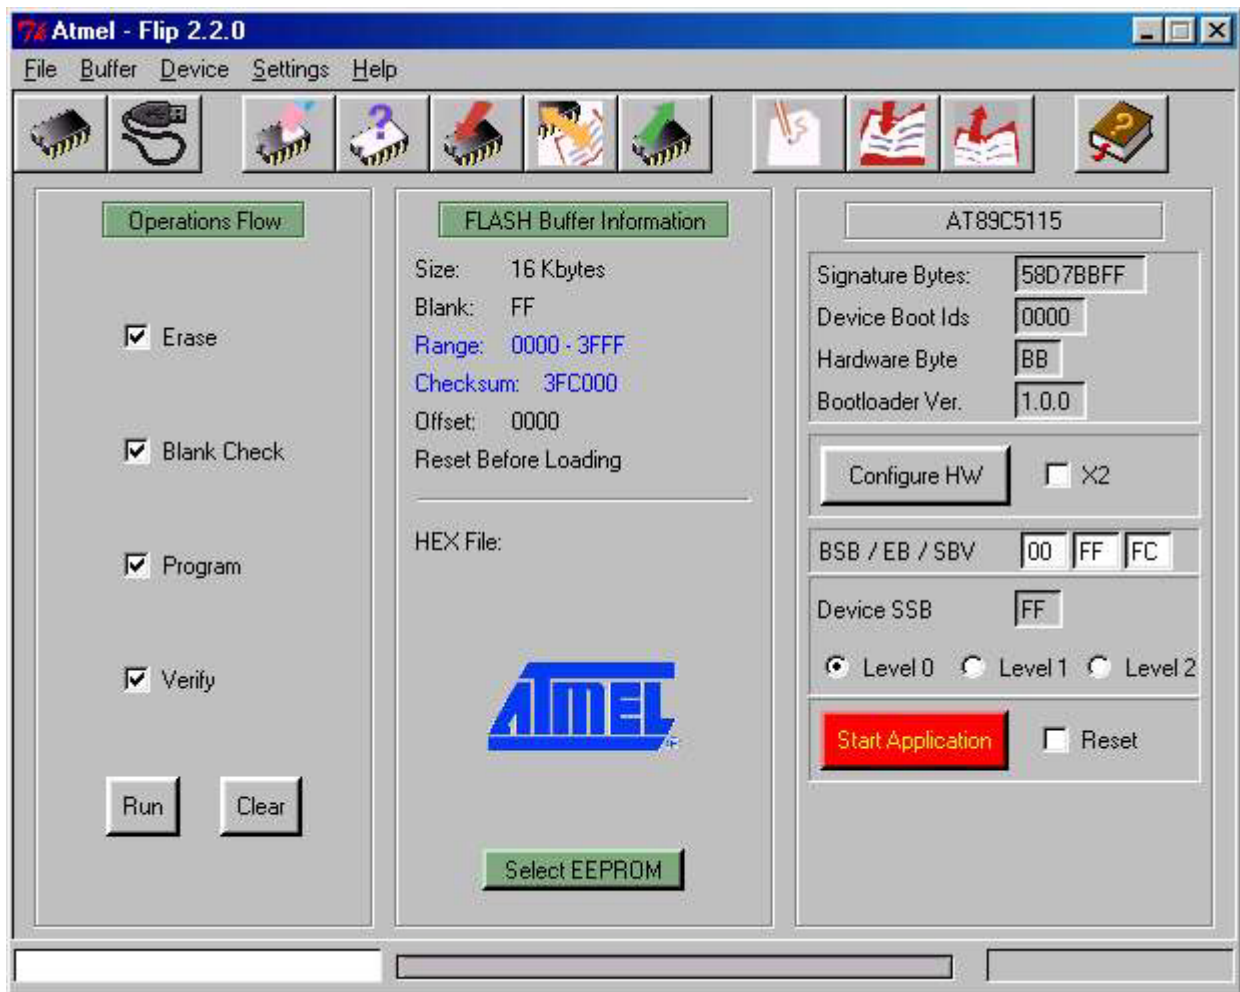 Atmel - Flip 2.2.0
File Buffer Device Settings Help
Operations Flow
Erase
Blank Check
Program
Verify
Run Clear
FLASH Buffer Information
Size: 16 Kbytes
Blank: FF
Range: 0000 - 3FFF
Checksum: 3FC000
Offset: 0000
Reset Before Loading
HEX File:
ATMEL
Select EEPROM
AT89C5115
Signature Bytes: 58D7BBFF
Device Boot Ids 0000
Hardware Byte BB
Bootloader Ver. 1.0.0
Configure HW X2
BSB / EB / SBV 00 FF FC
Device SSB FF
Level 0 Level 1 Level 2
Start Application Reset